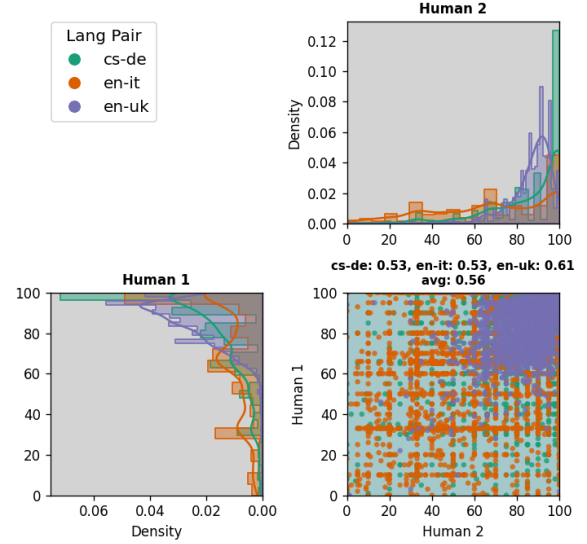 Human 2
Lang Pair
cs-de
en-it
en-uk
0.12
0.10
0.08
0.06
0.04
0.02
0.00
Density
0 20 40 60 80 100
Human 1
cs-de: 0.53, en-it: 0.53, en-uk: 0.61
avg: 0.56
100
80
60
40
20
0
0.06 0.04 0.02 0.00
Density
100
80
60
40
20
0
Human 1
0 20 40 60 80 100
Human 2